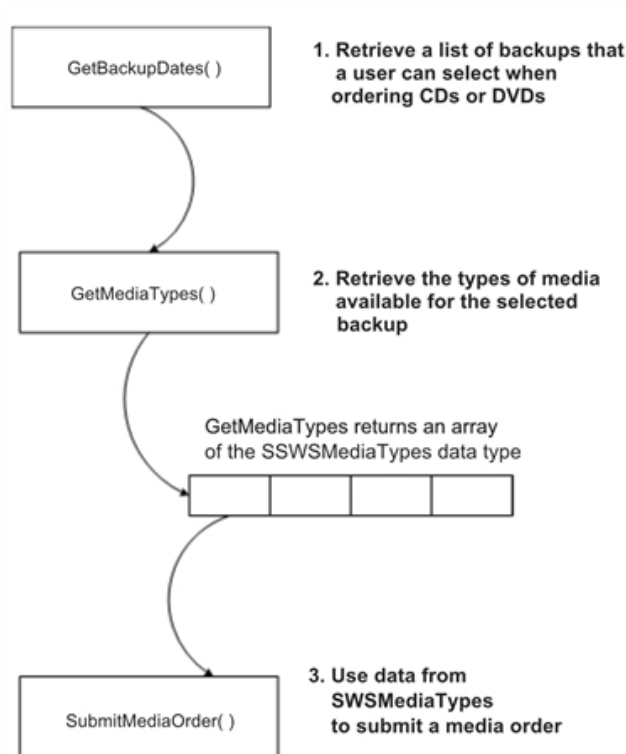 GetBackupDates( )
1. Retrieve a list of backups that
a user can select when
ordering CDs or DVDs
GetMediaTypes( )
2. Retrieve the types of media
available for the selected
backup
GetMediaTypes returns an array
of the SSWSMediaTypes data type
SubmitMediaOrder( )
3. Use data from
SWSMediaTypes
to submit a media order